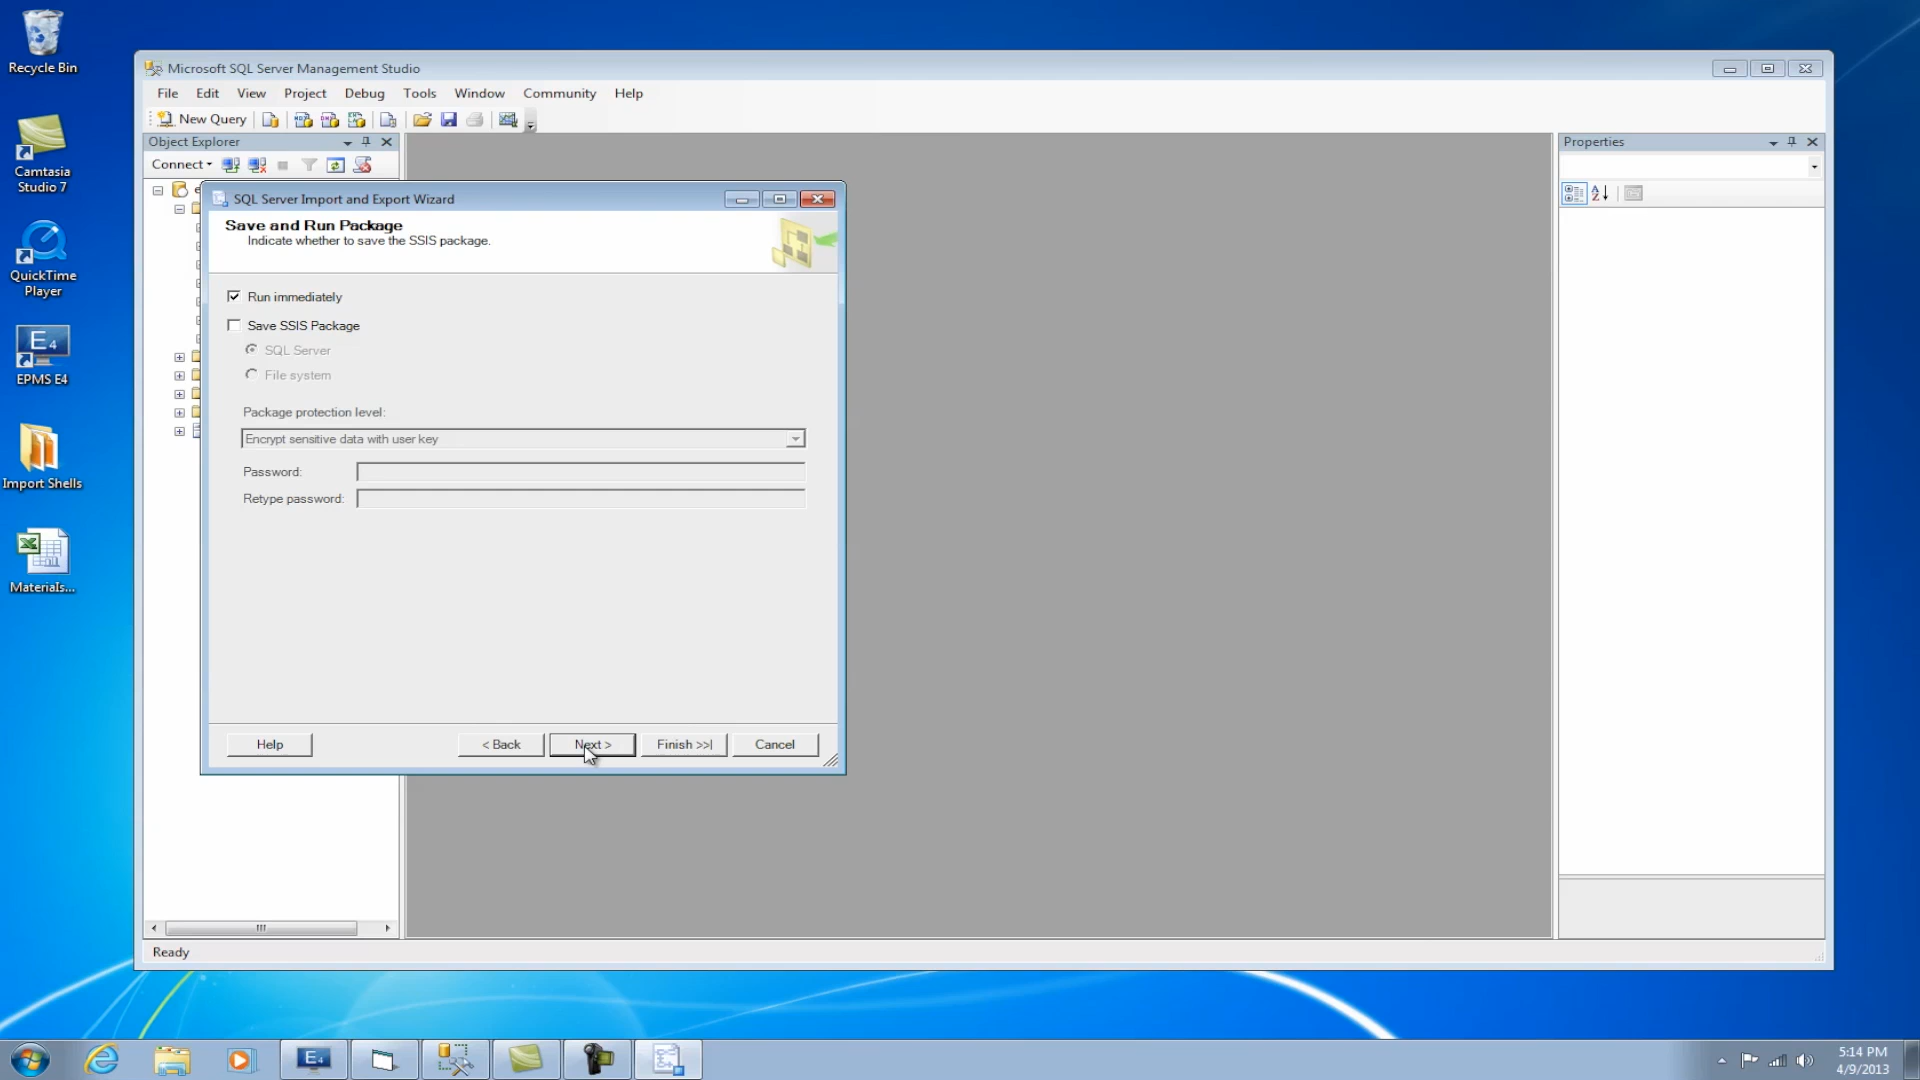 Recycle Bin
Camtasia
Studio 7
QuickTime
Player
E4
EPMS E4
Import Shells
Materials...
Microsoft SQL Server Management Studio
File Edit View Project Debug Tools Window Community Help
New Query
Object Explorer
Connect
Properties
SQL Server Import and Export Wizard
Save and Run Package
Indicate whether to save the SSIS package.
Run immediately
Save SSIS Package
SQL Server
File system
Package protection level:
Encrypt sensitive data with user key
Password:
Retype password:
Help
< Back
Next >
Finish >>|
Cancel
Ready
E4
5:14 PM
4/9/2013